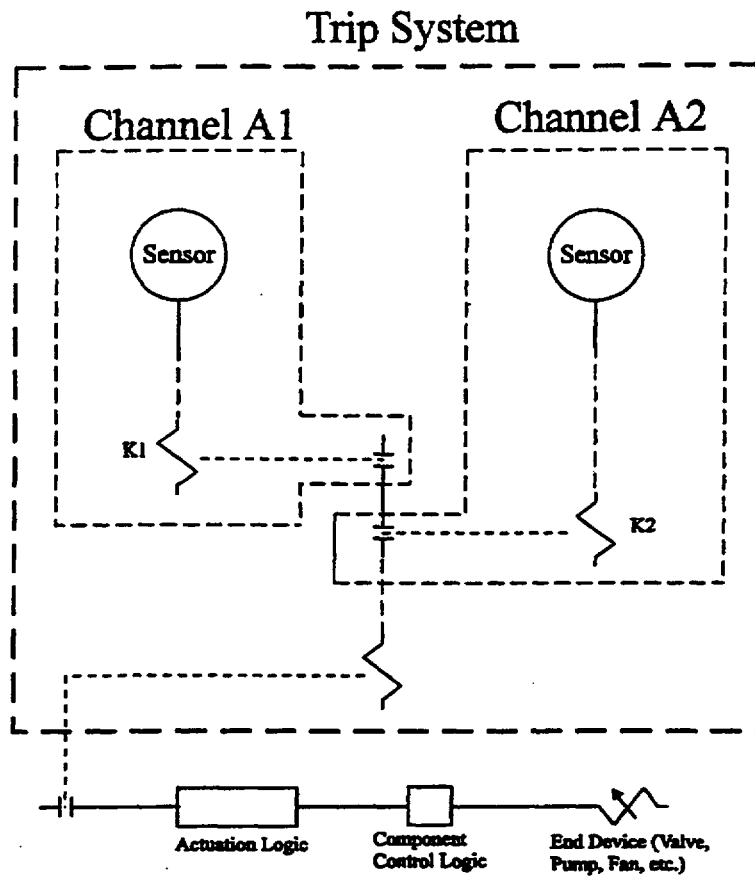 Trip System
Channel A1
Channel A2
Sensor
Sensor
K1
K2
Actuation Logic
Component
Control Logic
End Device (Valve,
Pump, Fan, etc.)